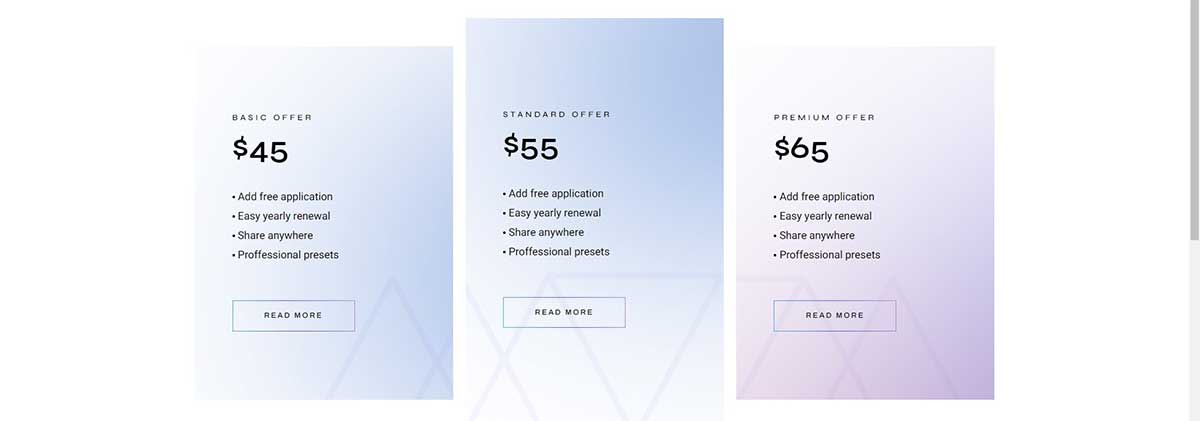 BASIC OFFER
$45
• Add free application
• Easy yearly renewal
• Share anywhere
• Proffessional presets
READ MORE
STANDARD OFFER
$55
• Add free application
• Easy yearly renewal
• Share anywhere
• Proffessional presets
READ MORE
PREMIUM OFFER
$65
• Add free application
• Easy yearly renewal
• Share anywhere
• Proffessional presets
READ MORE